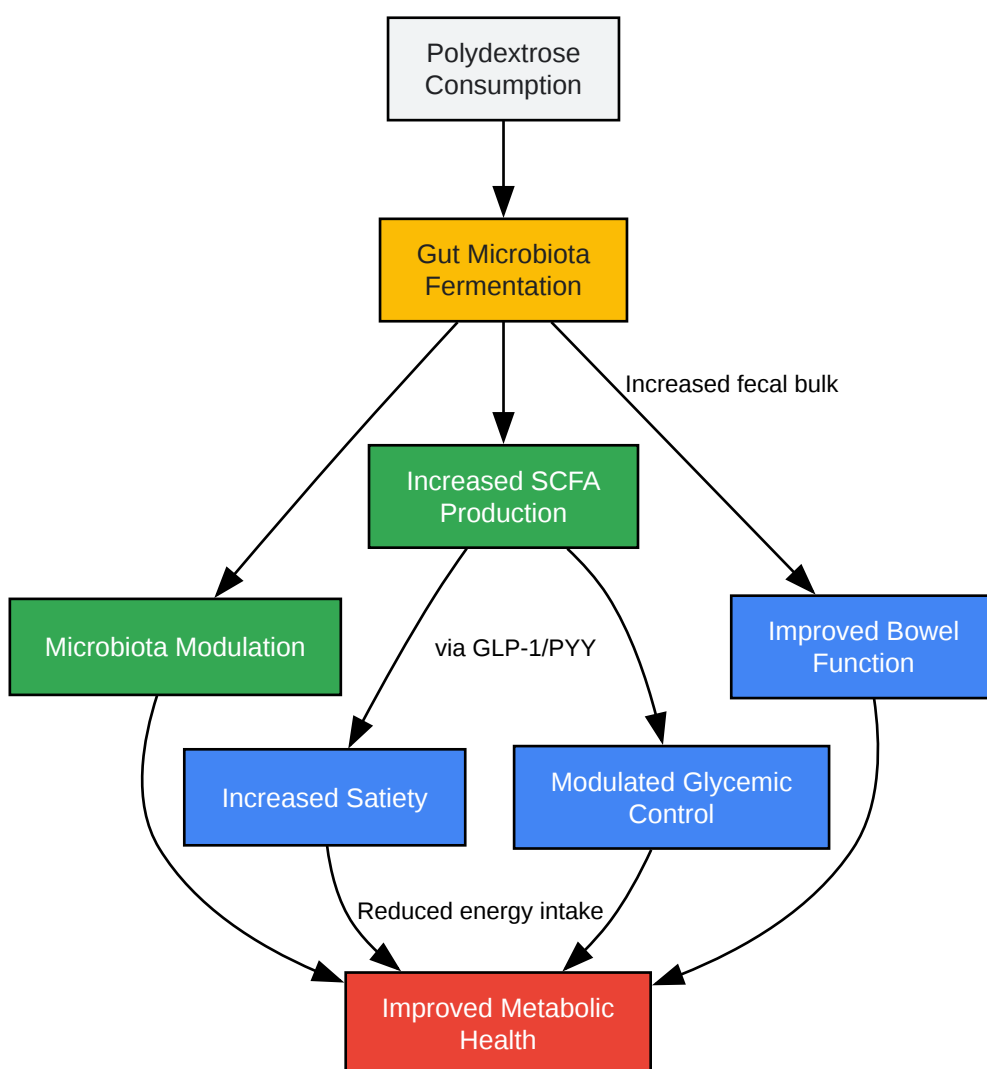 Polydextrose
Consumption
Gut Microbiota
Fermentation
Increased fecal bulk
Increased SCFA
Production
Microbiota Modulation
via GLP-1/PYY
Improved Bowel
Function
Increased Satiety
Modulated Glycemic
Control
Reduced energy intake
Improved Metabolic
Health